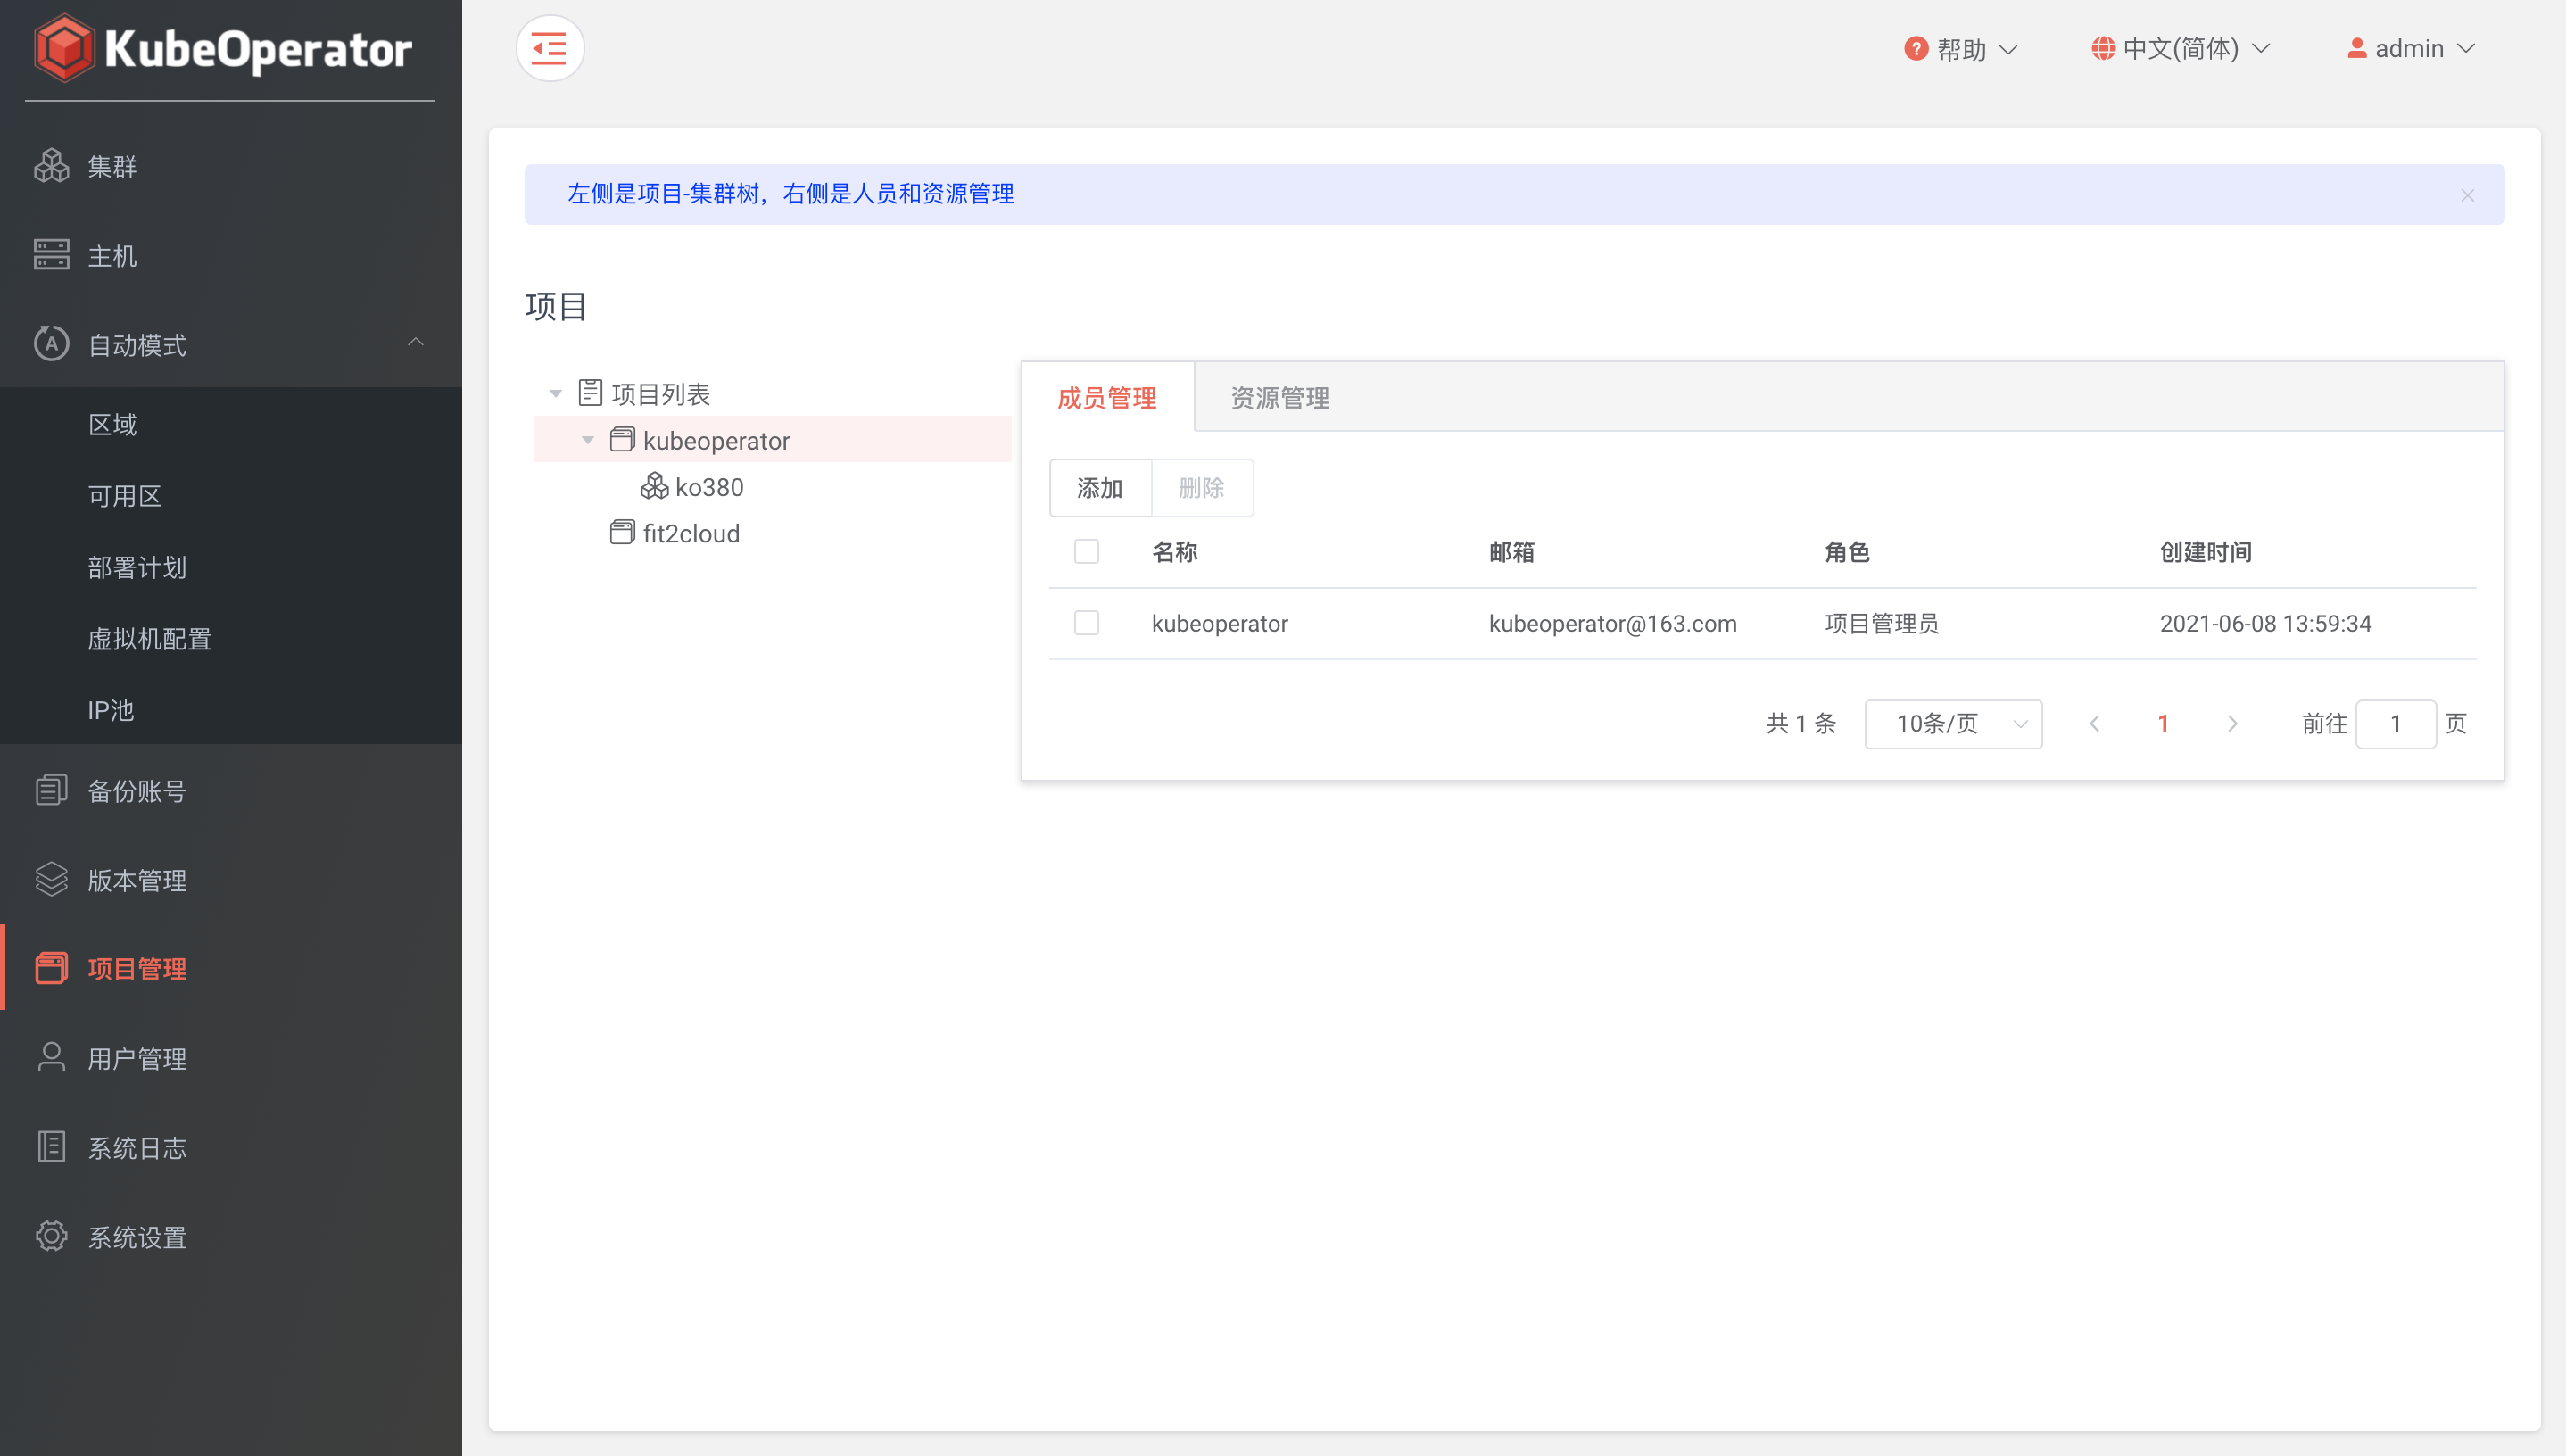 KubeOperator
帮助
中文(简体)
admin
集群
主机
自动模式
区域
可用区
部署计划
虚拟机配置
IP池
备份账号
版本管理
项目管理
用户管理
系统日志
系统设置
左侧是项目-集群树，右侧是人员和资源管理
项目
项目列表
kubeoperator
ko380
fit2cloud
成员管理 资源管理
添加 删除
名称 邮箱 角色 创建时间
kubeoperator kubeoperator@163.com 项目管理员 2021-06-08 13:59:34
共 1 条 10条/页 1 前往 1 页